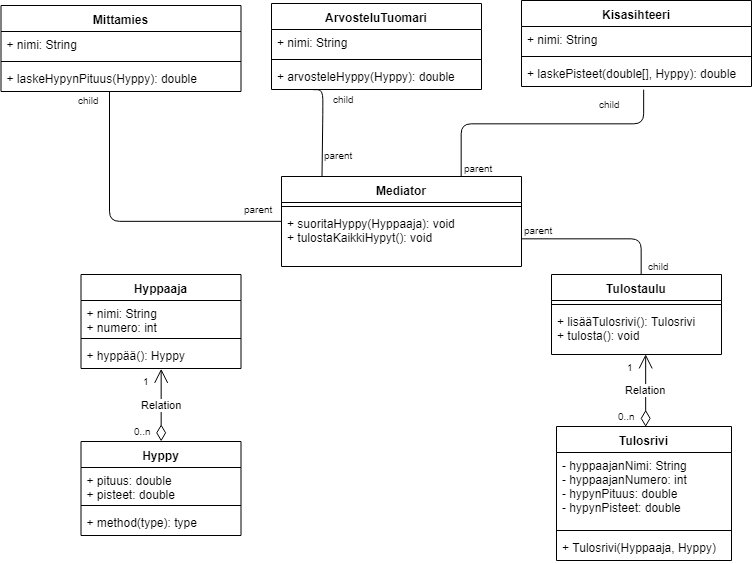 Mittamies
+ nimi: String
+ laskeHypynPituus(Hyppy): double
child
ArvosteluTuomari
+ nimi: String
+ arvosteleHyppy(Hyppy): double
child
Kisasihteeri
+ nimi: String
+ laskePisteet(double[], Hyppy): double
child
parent
parent
parent
Mediator
+ suoritaHyppy(Hyppaaja): void
+ tulostaKaikkiHypyt(): void
parent
child
Hyppaaja
+ nimi: String
+ numero: int
+ hyppää(): Hyppy
1
Relation
0..n
Hyppy
+ pituus: double
+ pisteet: double
+ method(type): type
Tulostaulu
+ lisääTulosrivi(): Tulosrivi
+ tulosta(): void
1
Relation
0..n
Tulosrivi
- hyppaajanNimi: String
- hyppaajanNumero: int
- hypynPituus: double
- hypynPisteet: double
+ Tulosrivi(Hyppaaja, Hyppy)